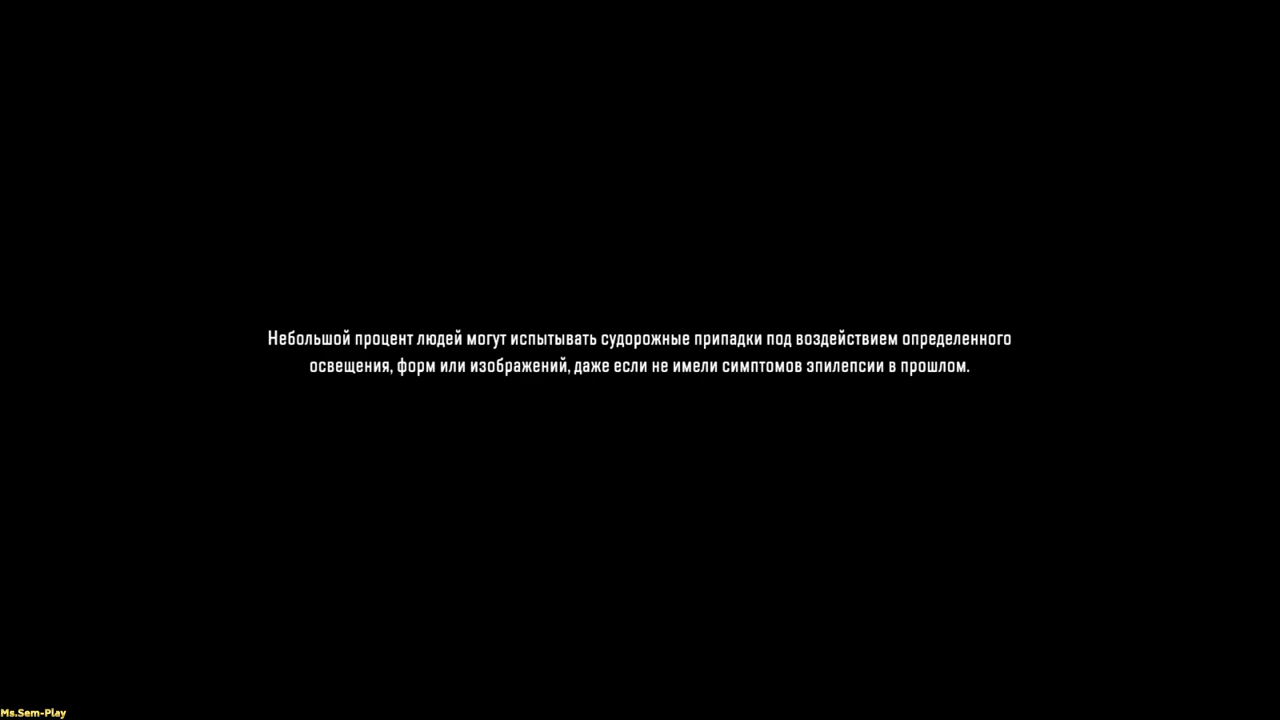 Небольшой процент людей могут испытывать судорожные припадки под воздействием определенного
освещения, форм или изображений, даже если не имели симптомов эпилепсии в прошлом.
Ms.Sem-Play